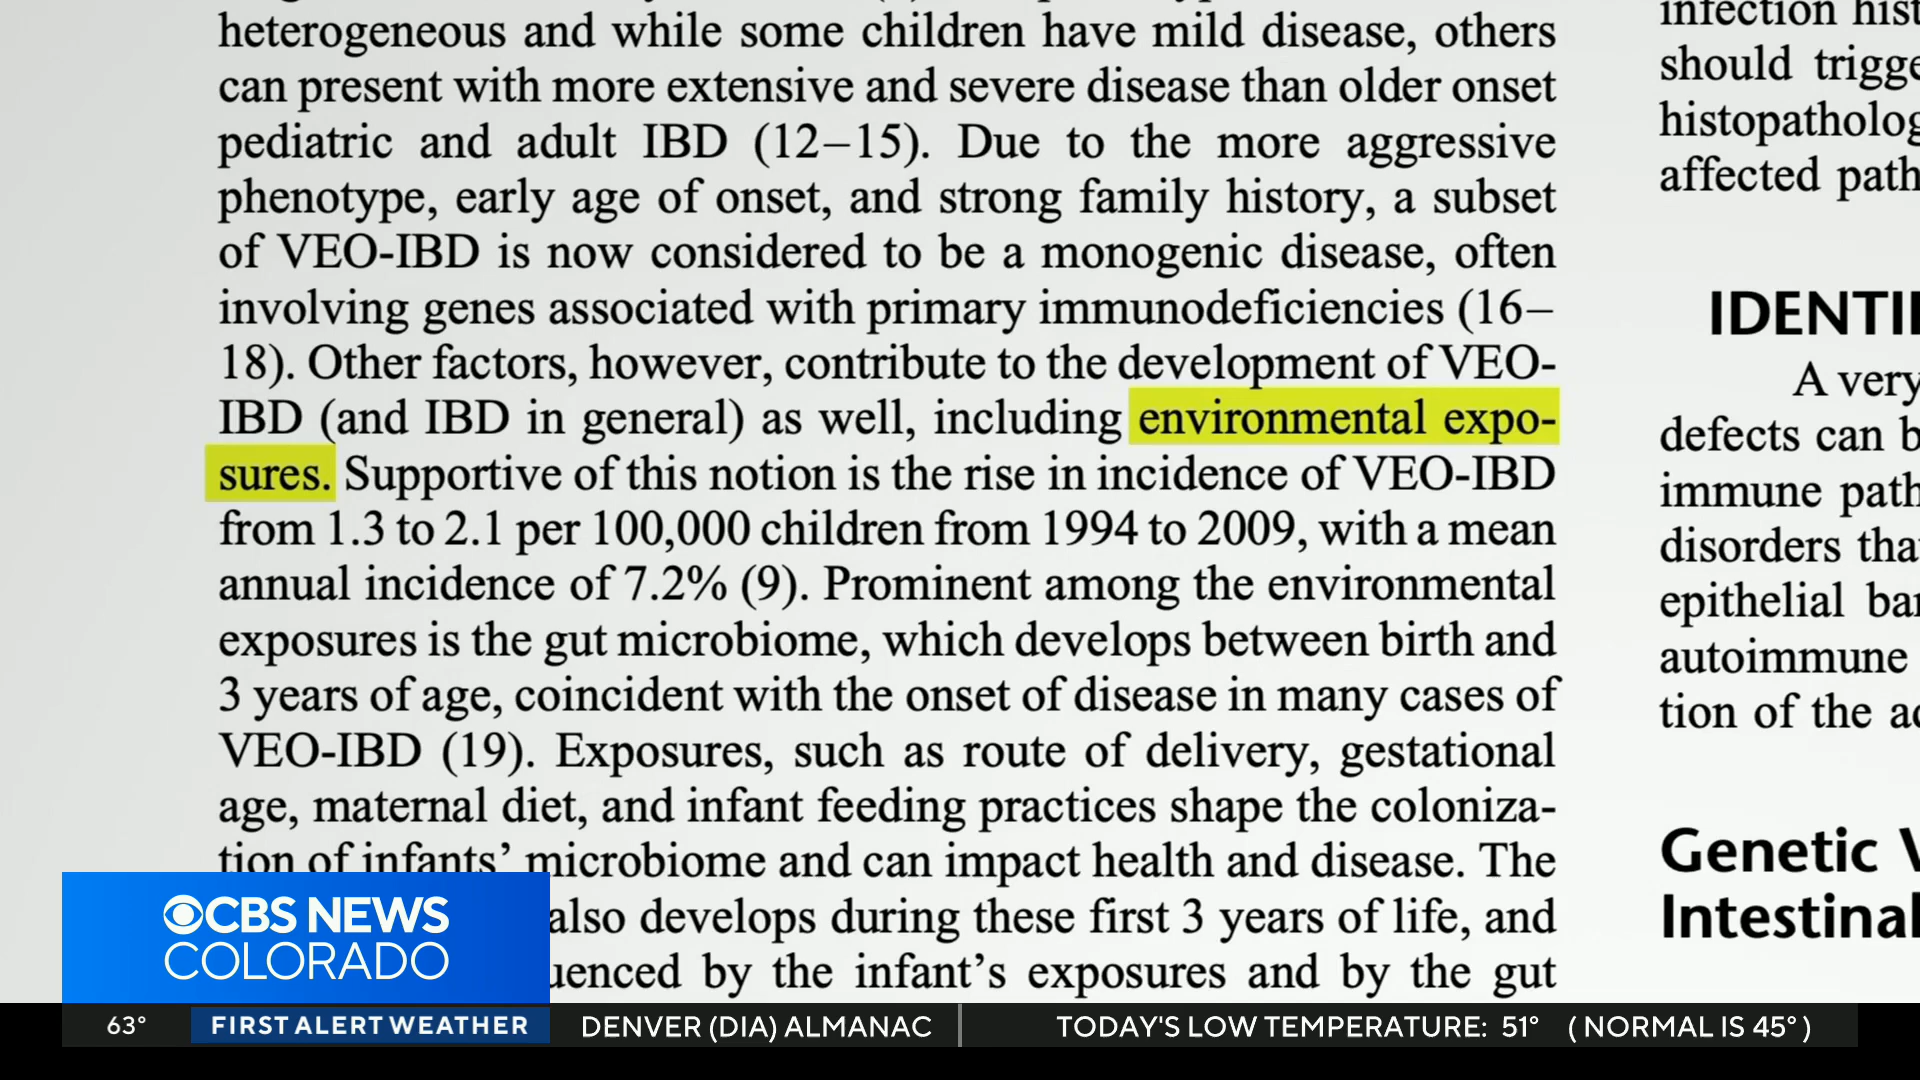 heterogeneous and while some children have mild disease, others
can present with more extensive and severe disease than older onset
pediatric and adult IBD (12–15). Due to the more aggressive
phenotype, early age of onset, and strong family history, a subset
of VEO-IBD is now considered to be a monogenic disease, often
involving genes associated with primary immunodeficiencies (16–
18). Other factors, however, contribute to the development of VEO-
IBD (and IBD in general) as well, including environmental expo-
sures. Supportive of this notion is the rise in incidence of VEO-IBD
from 1.3 to 2.1 per 100,000 children from 1994 to 2009, with a mean
annual incidence of 7.2% (9). Prominent among the environmental
exposures is the gut microbiome, which develops between birth and
3 years of age, coincident with the onset of disease in many cases of
VEO-IBD (19). Exposures, such as route of delivery, gestational
age, maternal diet, and infant feeding practices shape the coloniza-
tion of infants’ microbiome and can impact health and disease. The
also develops during these first 3 years of life, and
uenced by the infant’s exposures and by the gut
infection hist
should trigge
histopatholog
affected path
IDENTI
A very
defects can b
immune path
disorders tha
epithelial bar
autoimmune
tion of the ac
Genetic V
Intestinal
CBS NEWS
COLORADO
63° FIRST ALERT WEATHER DENVER (DIA) ALMANAC TODAY'S LOW TEMPERATURE: 51° (NORMAL IS 45°)